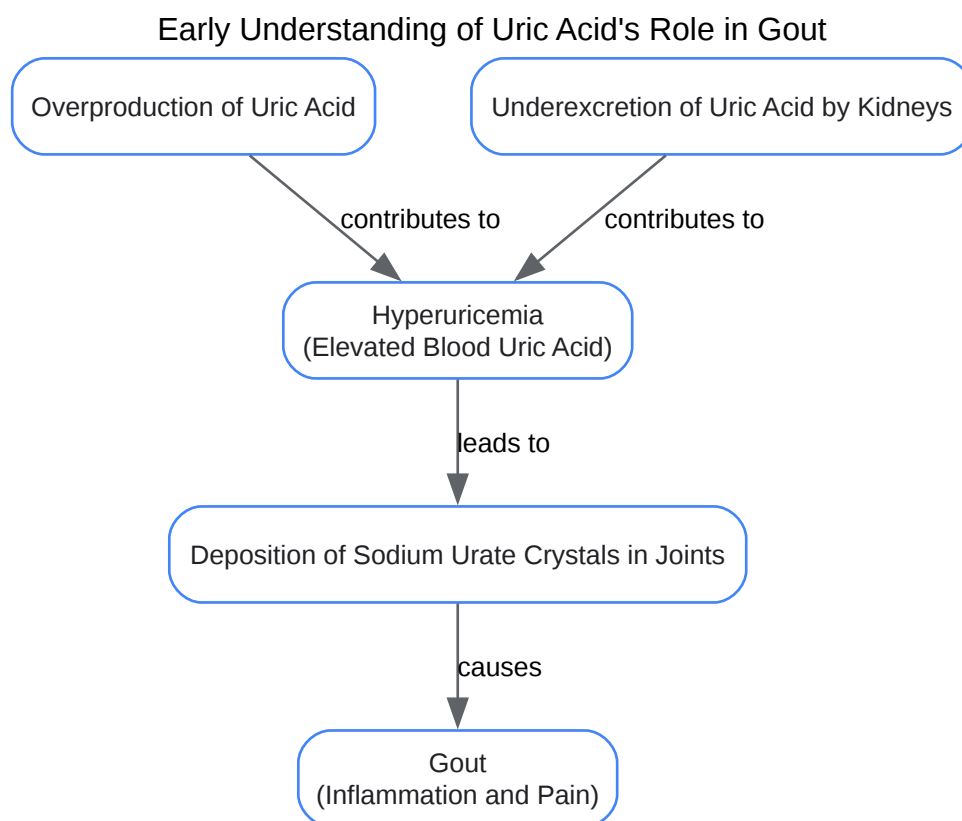 Early Understanding of Uric Acid's Role in Gout
Overproduction of Uric Acid
Underexcretion of Uric Acid by Kidneys
contributes to
contributes to
Hyperuricemia
(Elevated Blood Uric Acid)
leads to
Deposition of Sodium Urate Crystals in Joints
causes
Gout
(Inflammation and Pain)